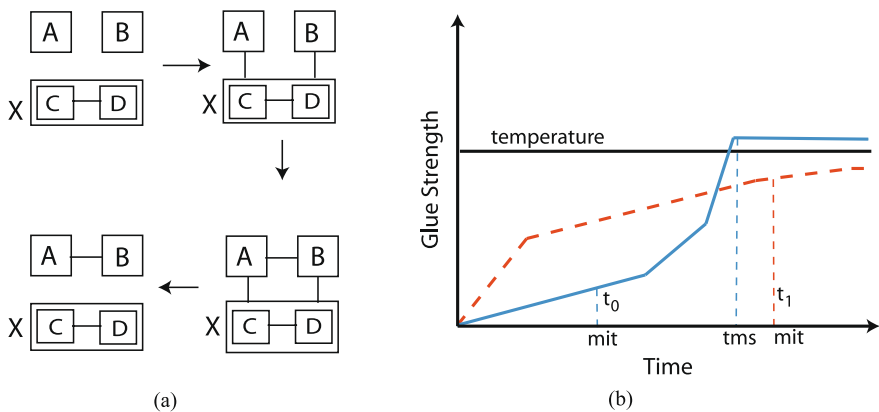 A B A B
X C D X C D
A B A B
X C D X C D
(a)
Glue Strength
temperature
t0 t1
mit tms mit
Time
(b)